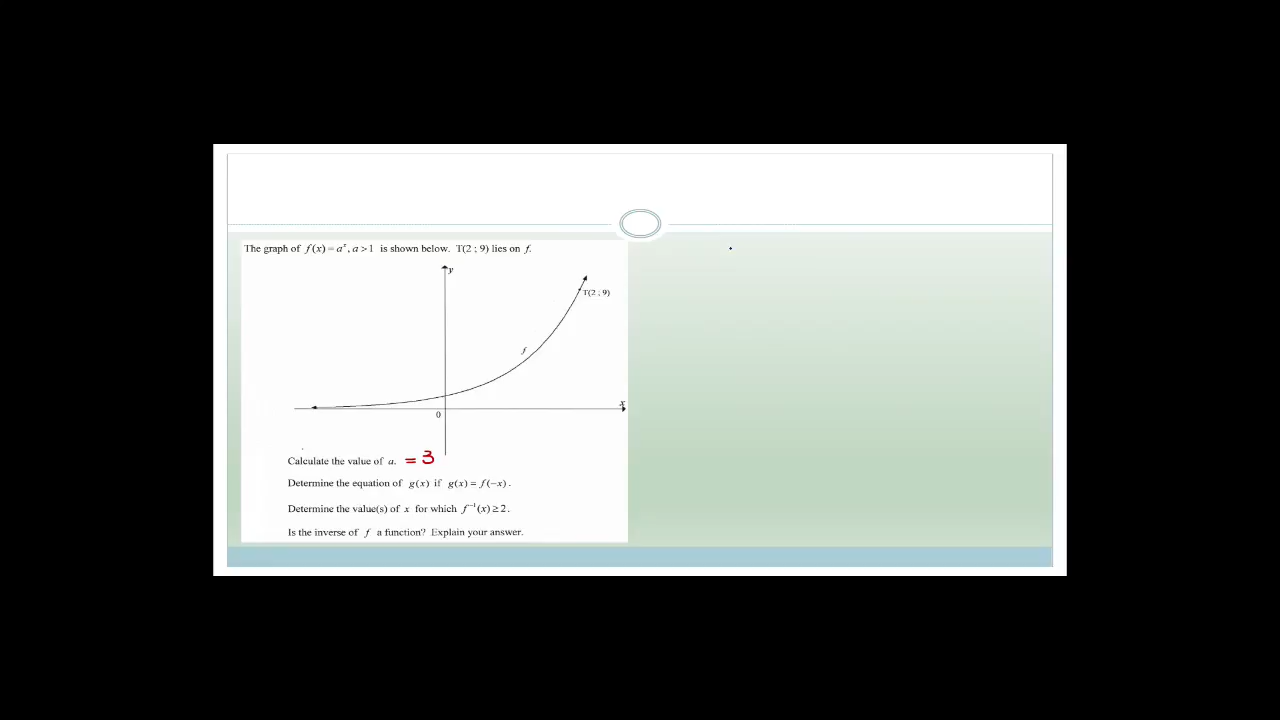 The graph of f(x) = aˣ, a > 1 is shown below. T(2 ; 9) lies on f.
y
T(2 ; 9)
f
x
0
Calculate the value of a. = 3
Determine the equation of g(x) if g(x) = f(−x).
Determine the value(s) of x for which f⁻¹(x) ≥ 2.
Is the inverse of f a function? Explain your answer.